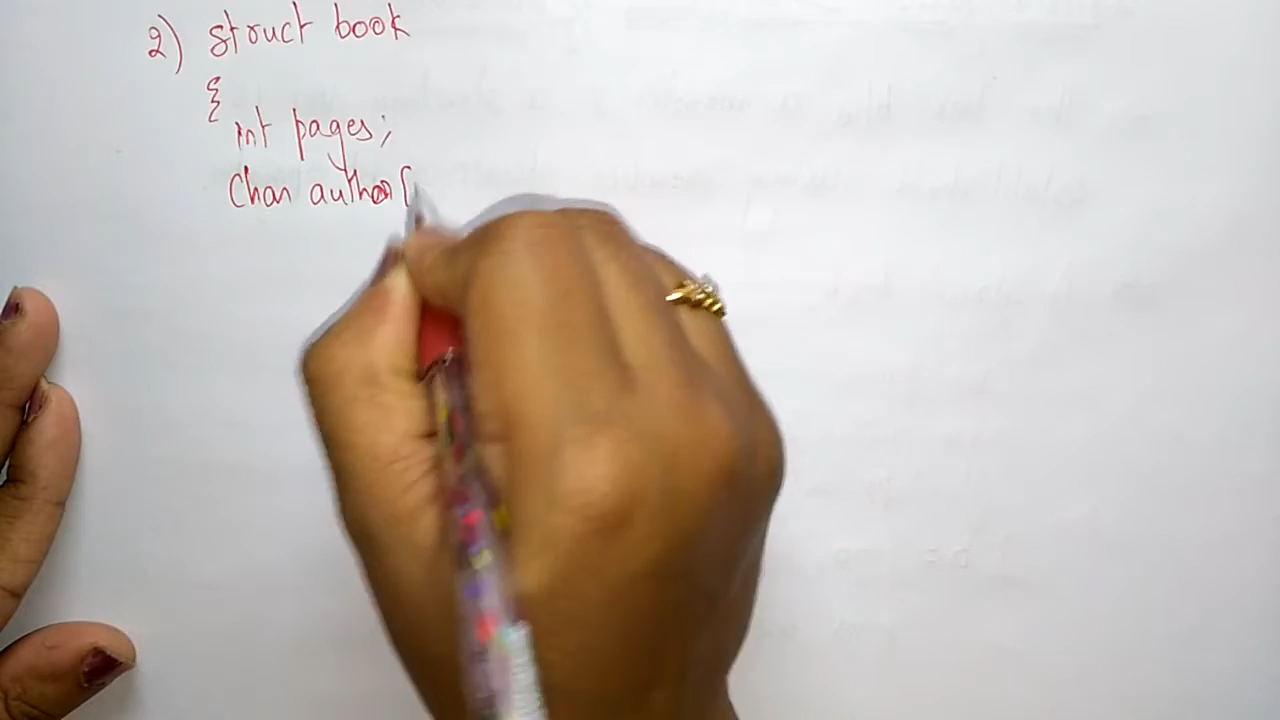 2) struct book
{
int pages;
Char author[